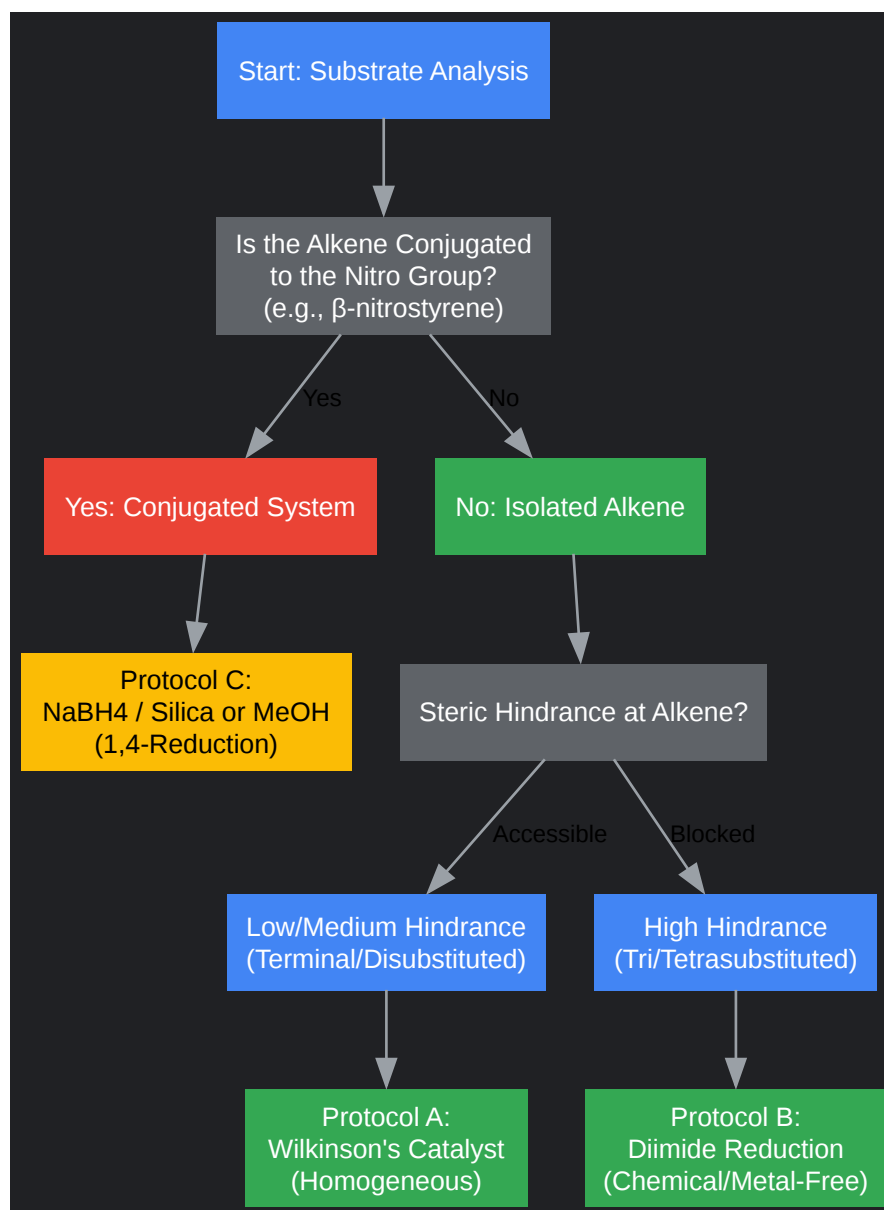 Start: Substrate Analysis
Is the Alkene Conjugated
to the Nitro Group?
(e.g., β-nitrostyrene)
Yes
No
Yes: Conjugated System
No: Isolated Alkene
Protocol C:
NaBH4 / Silica or MeOH
(1,4-Reduction)
Steric Hindrance at Alkene?
Accessible
Blocked
Low/Medium Hindrance
(Terminal/Disubstituted)
High Hindrance
(Tri/Tetrasubstituted)
Protocol A:
Wilkinson's Catalyst
(Homogeneous)
Protocol B:
Diimide Reduction
(Chemical/Metal-Free)